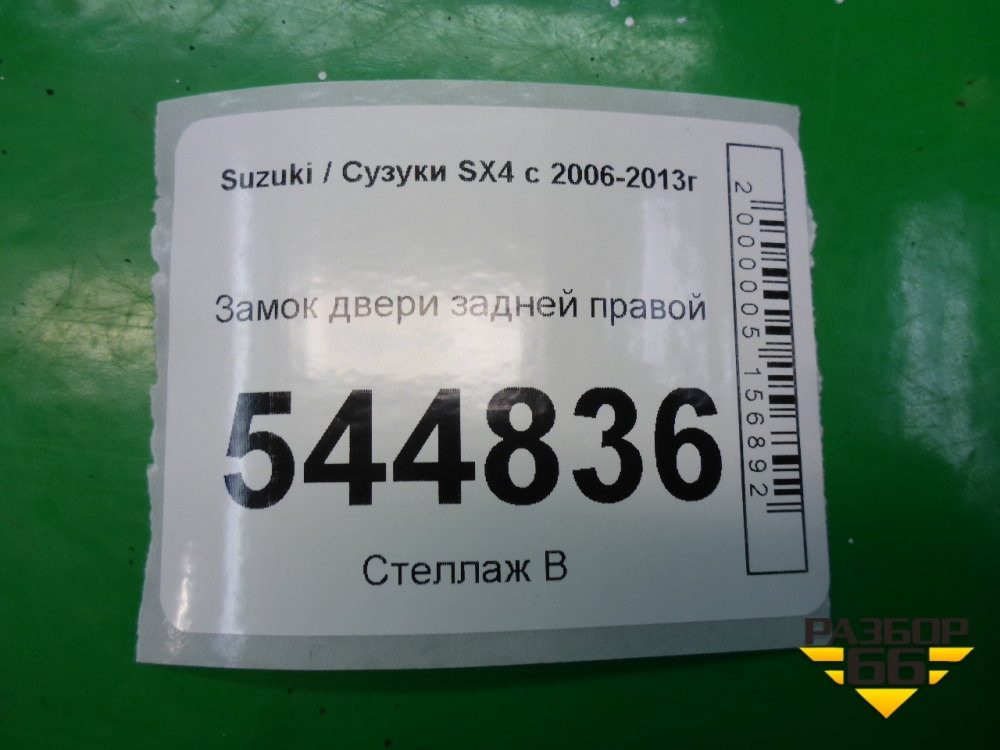 Suzuki / Сузуки SX4 с 2006-2013г
Замок двери задней правой
544836
Стеллаж В
2000005156892
РАЗБОР
66